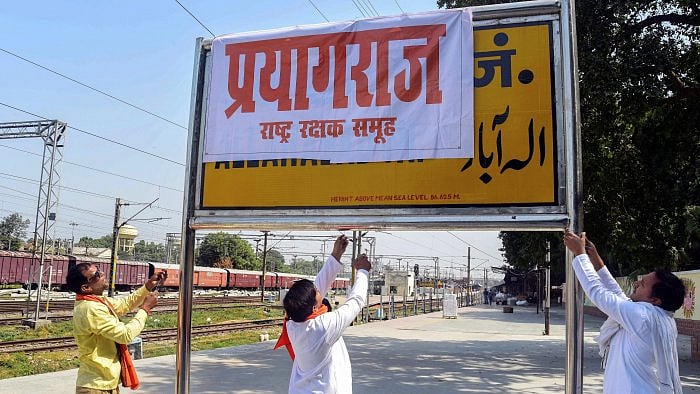 प्रयागराज
राष्ट्र रक्षक समूह
जं.
الہ آباد
HEIGHT ABOVE MEAN SEA LEVEL.